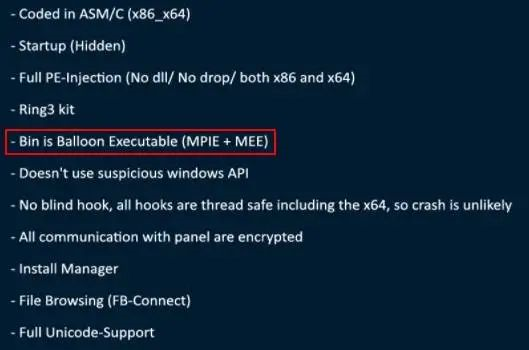 - Coded in ASM/C (x86_x64)
- Startup (Hidden)
- Full PE-Injection (No dll/ No drop/ both x86 and x64)
- Ring3 kit
- Bin is Balloon Executable (MPIE + MEE)
- Doesn't use suspicious windows API
- No blind hook, all hooks are thread safe including the x64, so crash is unlikely
- All communication with panel are encrypted
- Install Manager
- File Browsing (FB-Connect)
- Full Unicode-Support